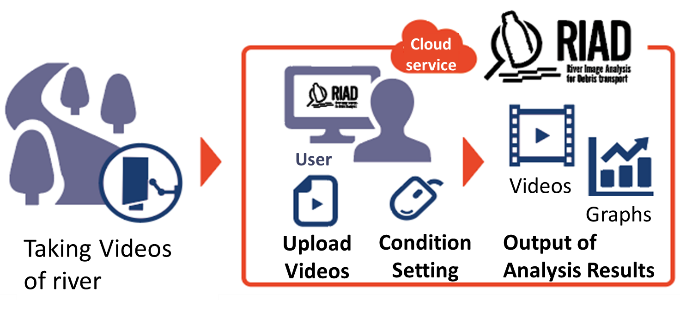 Cloud
service
RIAD
River Image Analysis
for Debris transport
RIAD
User
Upload
Videos
Condition
Setting
Videos
Graphs
Output of
Analysis Results
Taking Videos
of river